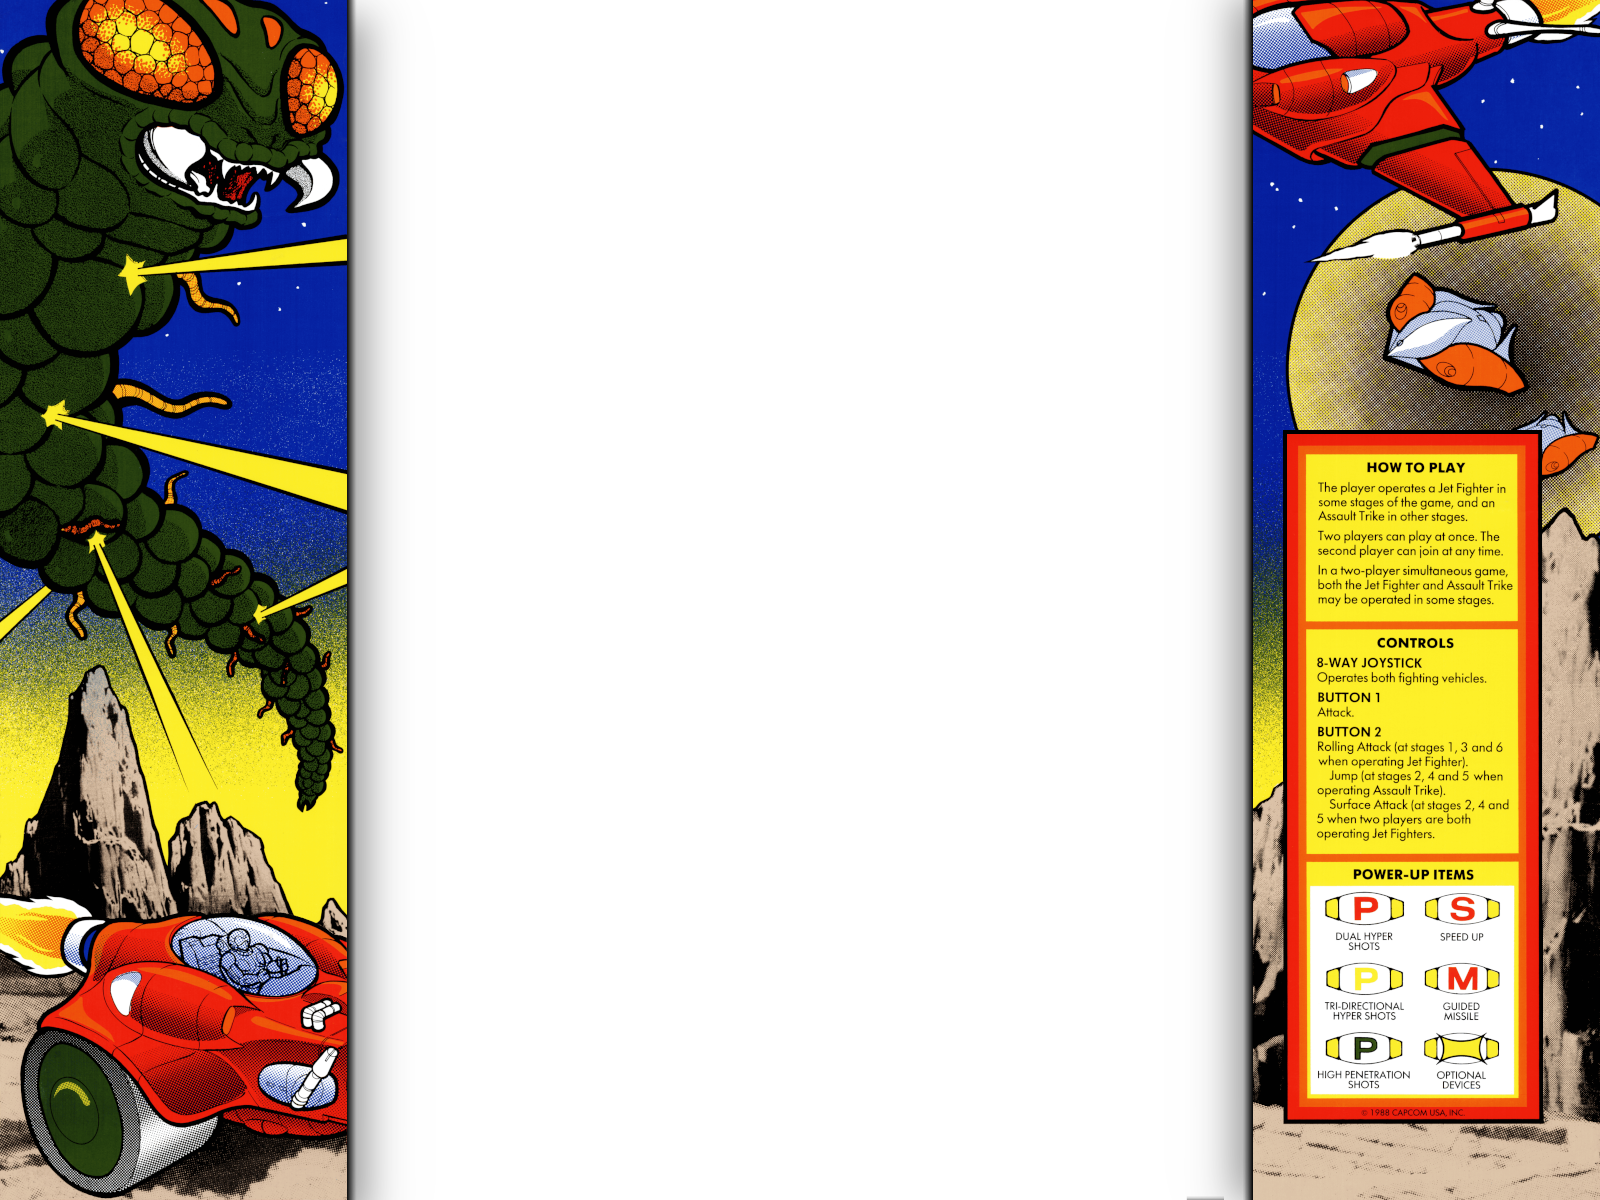 HOW TO PLAY
The player operates a Jet Fighter in
some stages of the game, and an
Assault Trike in other stages.
Two players can play at once. The
second player can join at any time.
In a two-player simultaneous game,
both the Jet Fighter and Assault Trike
may be operated in some stages.
CONTROLS
8-WAY JOYSTICK
Operates both fighting vehicles.
BUTTON 1
Attack.
BUTTON 2
Rolling Attack (at stages 1, 3 and 6
when operating Jet Fighter).
Jump (at stages 2, 4 and 5 when
operating Assault Trike).
Surface Attack (at stages 2, 4 and
5 when two players are both
operating Jet Fighters.
POWER-UP ITEMS
P S
DUAL HYPER
SHOTS
SPEED UP
P M
TRI-DIRECTIONAL
HYPER SHOTS
GUIDED
MISSILE
P
HIGH PENETRATION
SHOTS
OPTIONAL
DEVICES
© 1988 CAPCOM USA, INC.